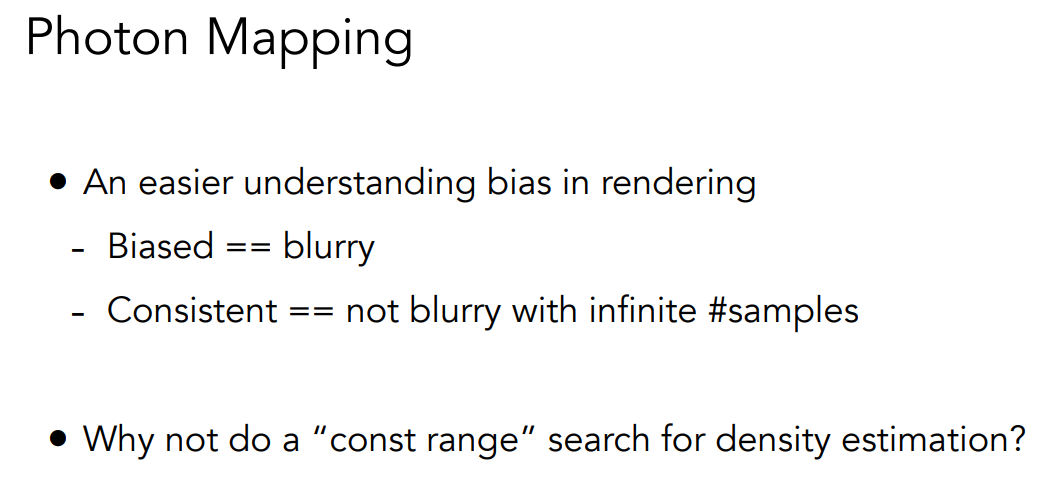 Photon Mapping
• An easier understanding bias in rendering
- Biased == blurry
- Consistent == not blurry with infinite #samples
• Why not do a “const range” search for density estimation?